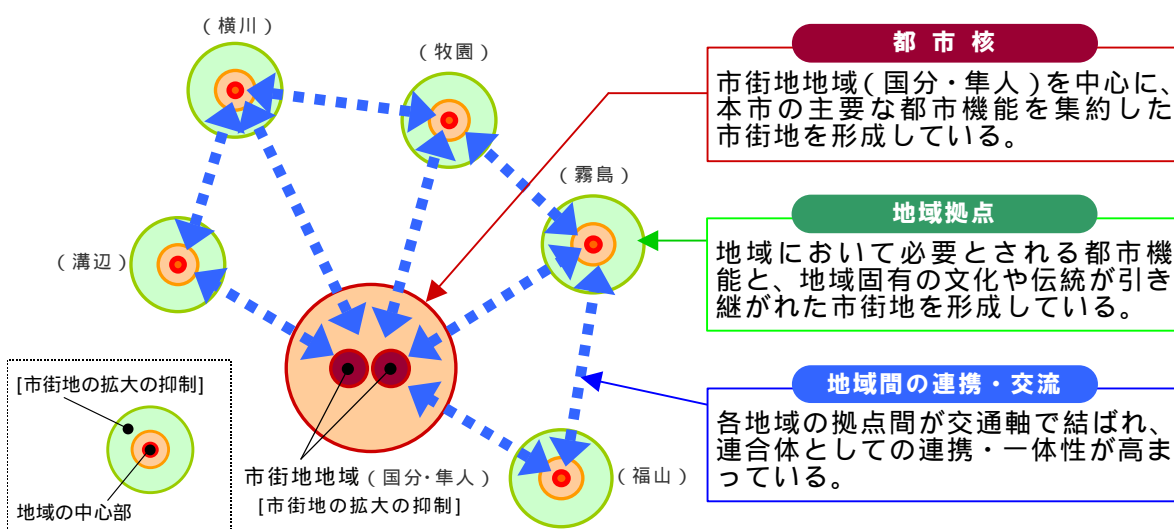 (横川)
(牧園)
(霧島)
(溝辺)
(福山)
市街地地域(国分・隼人)
[市街地の拡大の抑制]
[市街地の拡大の抑制]
地域の中心部
都市核
市街地地域(国分・隼人)を中心に、
本市の主要な都市機能を集約した
市街地を形成している。
地域拠点
地域において必要とされる都市機
能と、地域固有の文化や伝統が引き
継がれた市街地を形成している。
地域間の連携・交流
各地域の拠点間が交通軸で結ばれ、
連合体としての連携・一体性が高ま
っている。